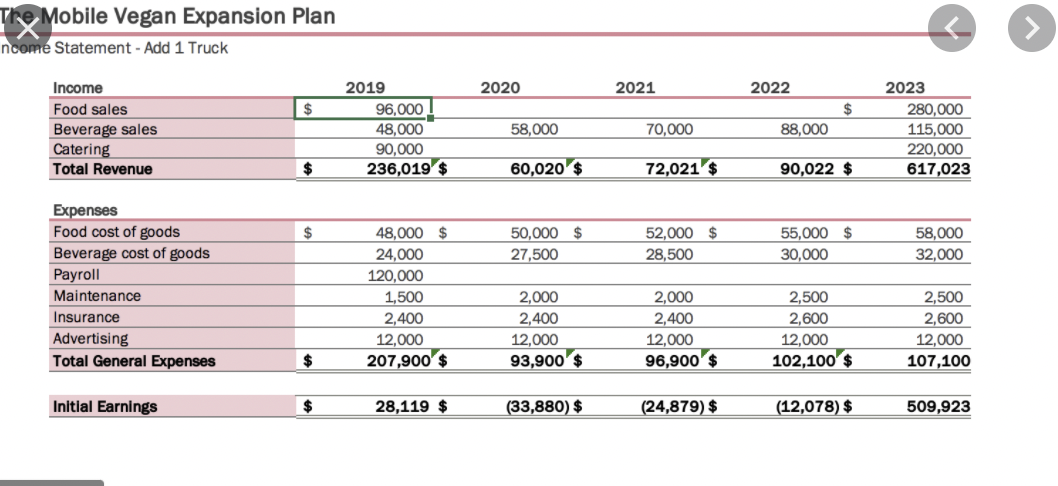 The Mobile Vegan Expansion Plan
ncome Statement - Add 1 Truck
Income 2019 2020 2021 2022 2023
Food sales $ 96,000 $ 280,000
Beverage sales 48,000 58,000 70,000 88,000 115,000
Catering 90,000 220,000
Total Revenue $ 236,019 $ 60,020 $ 72,021 $ 90,022 $ 617,023
Expenses
Food cost of goods $ 48,000 $ 50,000 $ 52,000 $ 55,000 $ 58,000
Beverage cost of goods 24,000 27,500 28,500 30,000 32,000
Payroll 120,000
Maintenance 1,500 2,000 2,000 2,500 2,500
Insurance 2,400 2,400 2,400 2,600 2,600
Advertising 12,000 12,000 12,000 12,000 12,000
Total General Expenses $ 207,900 $ 93,900 $ 96,900 $ 102,100 $ 107,100
Initial Earnings $ 28,119 $ (33,880) $ (24,879) $ (12,078) $ 509,923